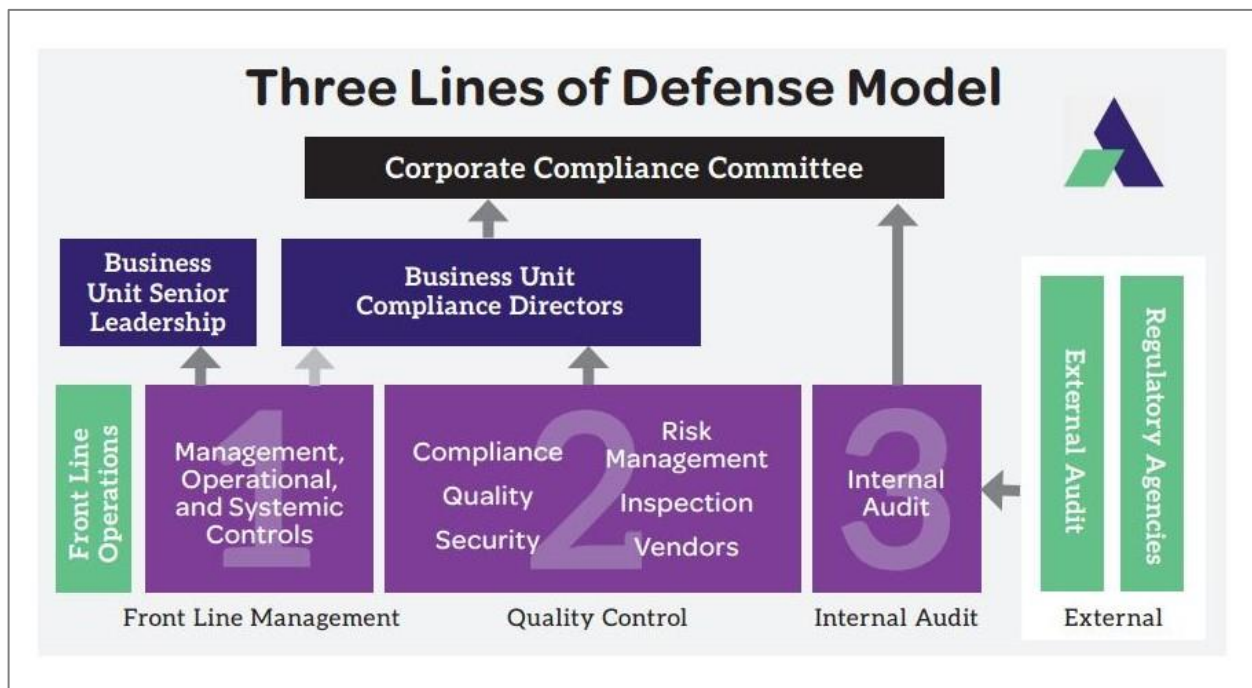 Three Lines of Defense Model
Corporate Compliance Committee
Business
Unit Senior
Leadership
Business Unit
Compliance Directors
Front Line
Operations
1
Management,
Operational,
and Systemic
Controls
2
Compliance
Quality
Security
Risk
Management
Inspection
Vendors
3
Internal
Audit
External Audit
Regulatory Agencies
Front Line Management
Quality Control
Internal Audit
External